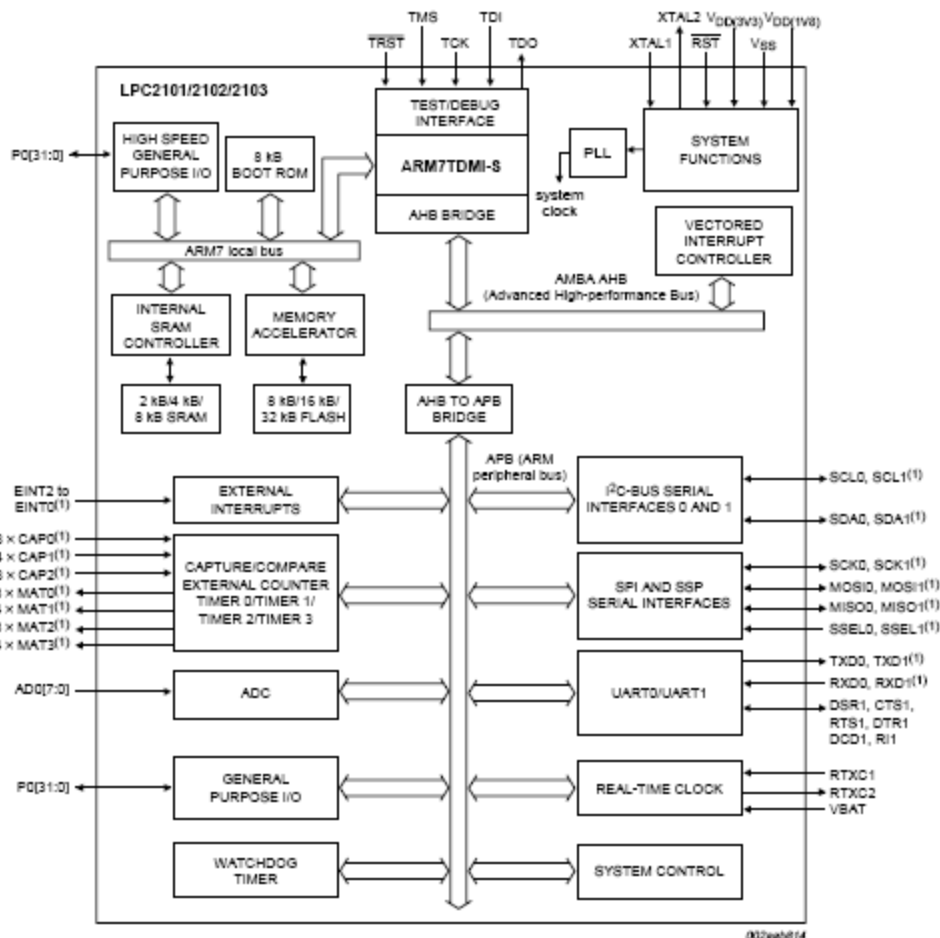 TMS
TDI
XTAL2 VDD(3V3) VDD(1V8)
TRST
TCK
TDO
XTAL1
RST
VSS
LPC2101/2102/2103
TEST/DEBUG
INTERFACE
ARM7TDMI-S
AHB BRIDGE
P0[31:0]
HIGH SPEED
GENERAL
PURPOSE I/O
8 kB
BOOT ROM
PLL
system
clock
SYSTEM
FUNCTIONS
VECTORED
INTERRUPT
CONTROLLER
ARM7 local bus
AMBA AHB
(Advanced High-performance Bus)
INTERNAL
SRAM
CONTROLLER
MEMORY
ACCELERATOR
2 kB/4 kB/
8 kB SRAM
8 kB/16 kB/
32 kB FLASH
AHB TO APB
BRIDGE
APB (ARM
peripheral bus)
EINT2 to
EINT0(1)
EXTERNAL
INTERRUPTS
I2C-BUS SERIAL
INTERFACES 0 AND 1
SCL0, SCL1(1)
SDA0, SDA1(1)
× CAP0(1)
× CAP1(1)
× CAP2(1)
× MAT0(1)
× MAT1(1)
× MAT2(1)
× MAT3(1)
CAPTURE/COMPARE
EXTERNAL COUNTER
TIMER 0/TIMER 1/
TIMER 2/TIMER 3
SPI AND SSP
SERIAL INTERFACES
SCK0, SCK1(1)
MOSI0, MOSI1(1)
MISO0, MISO1(1)
SSEL0, SSEL1(1)
AD0[7:0]
ADC
UART0/UART1
TXD0, TXD1(1)
RXD0, RXD1(1)
DSR1, CTS1,
RTS1, DTR1
DCD1, RI1
P0[31:0]
GENERAL
PURPOSE I/O
REAL-TIME CLOCK
RTXC1
RTXC2
VBAT
WATCHDOG
TIMER
SYSTEM CONTROL